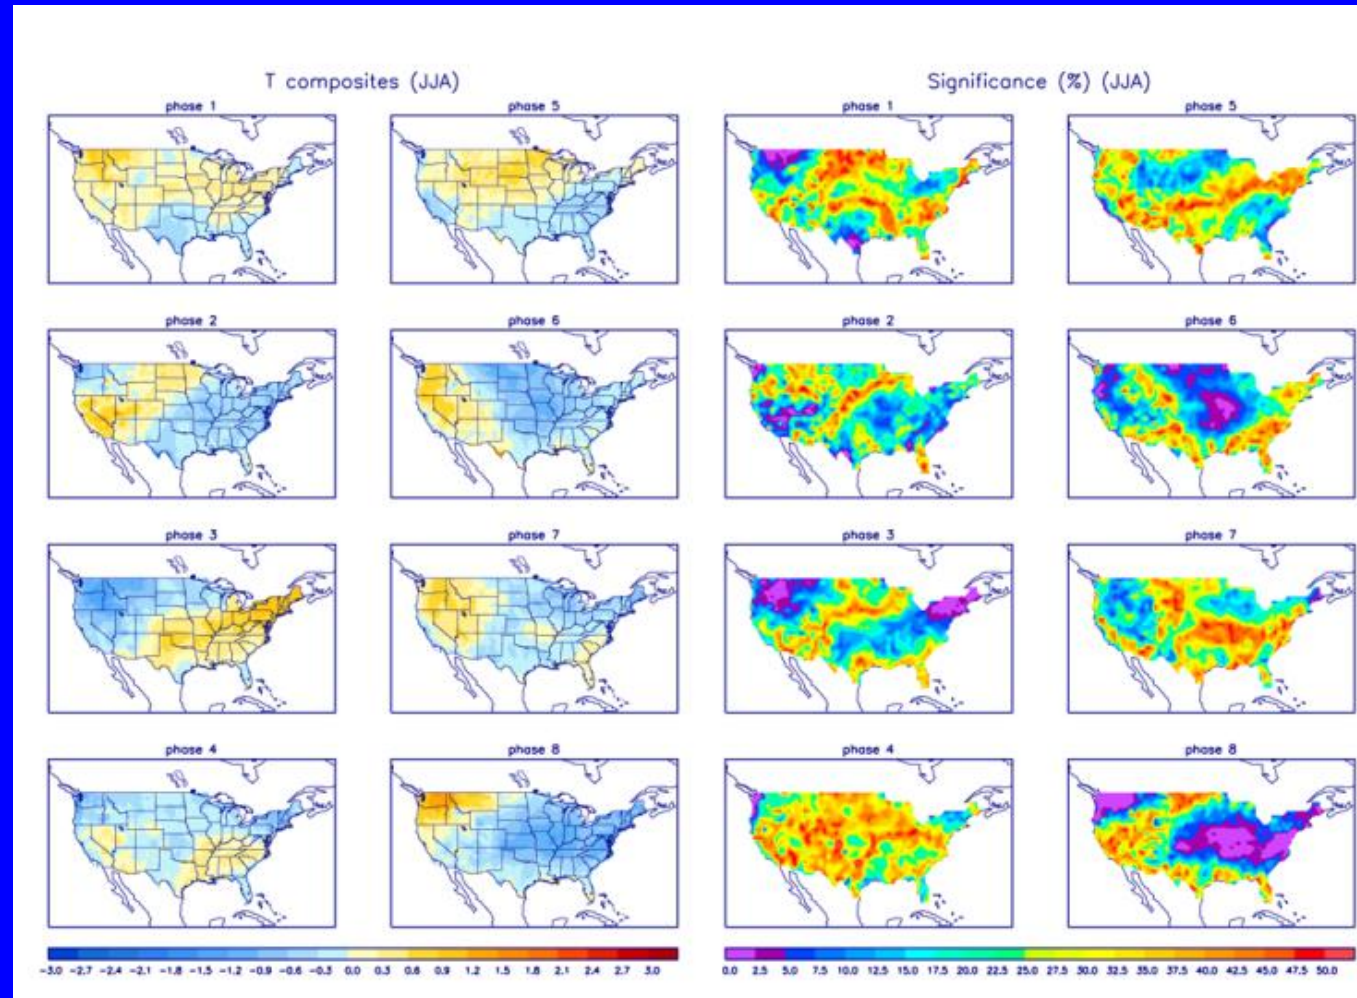 T composites (JJA)
Significance (%) (JJA)
phase 1
phase 5
phase 1
phase 5
phase 2
phase 6
phase 2
phase 6
phase 3
phase 7
phase 3
phase 7
phase 4
phase 8
phase 4
phase 8
-3.0 -2.7 -2.4 -2.1 -1.8 -1.5 -1.2 -0.9 -0.6 -0.3 0.0 0.3 0.6 0.9 1.2 1.5 1.8 2.1 2.4 2.7 3.0
0.0 2.5 5.0 7.5 10.0 12.5 15.0 17.5 20.0 22.5 25.0 27.5 30.0 32.5 35.0 37.5 40.0 42.5 45.0 47.5 50.0